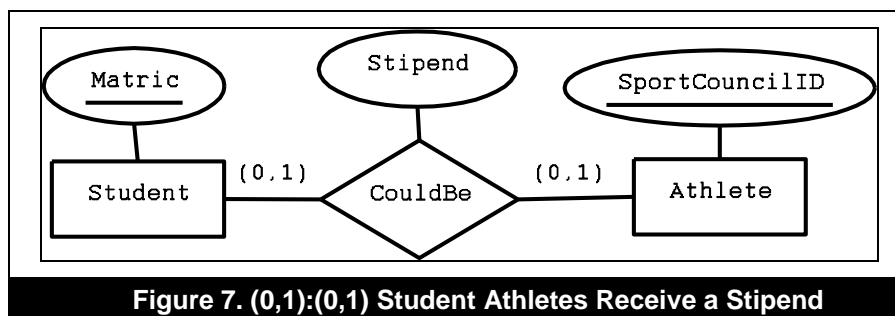 Stipend
Matric
SportCouncilID
(0,1)
(0,1)
Student
CouldBe
Athlete
Figure 7. (0,1):(0,1) Student Athletes Receive a Stipend